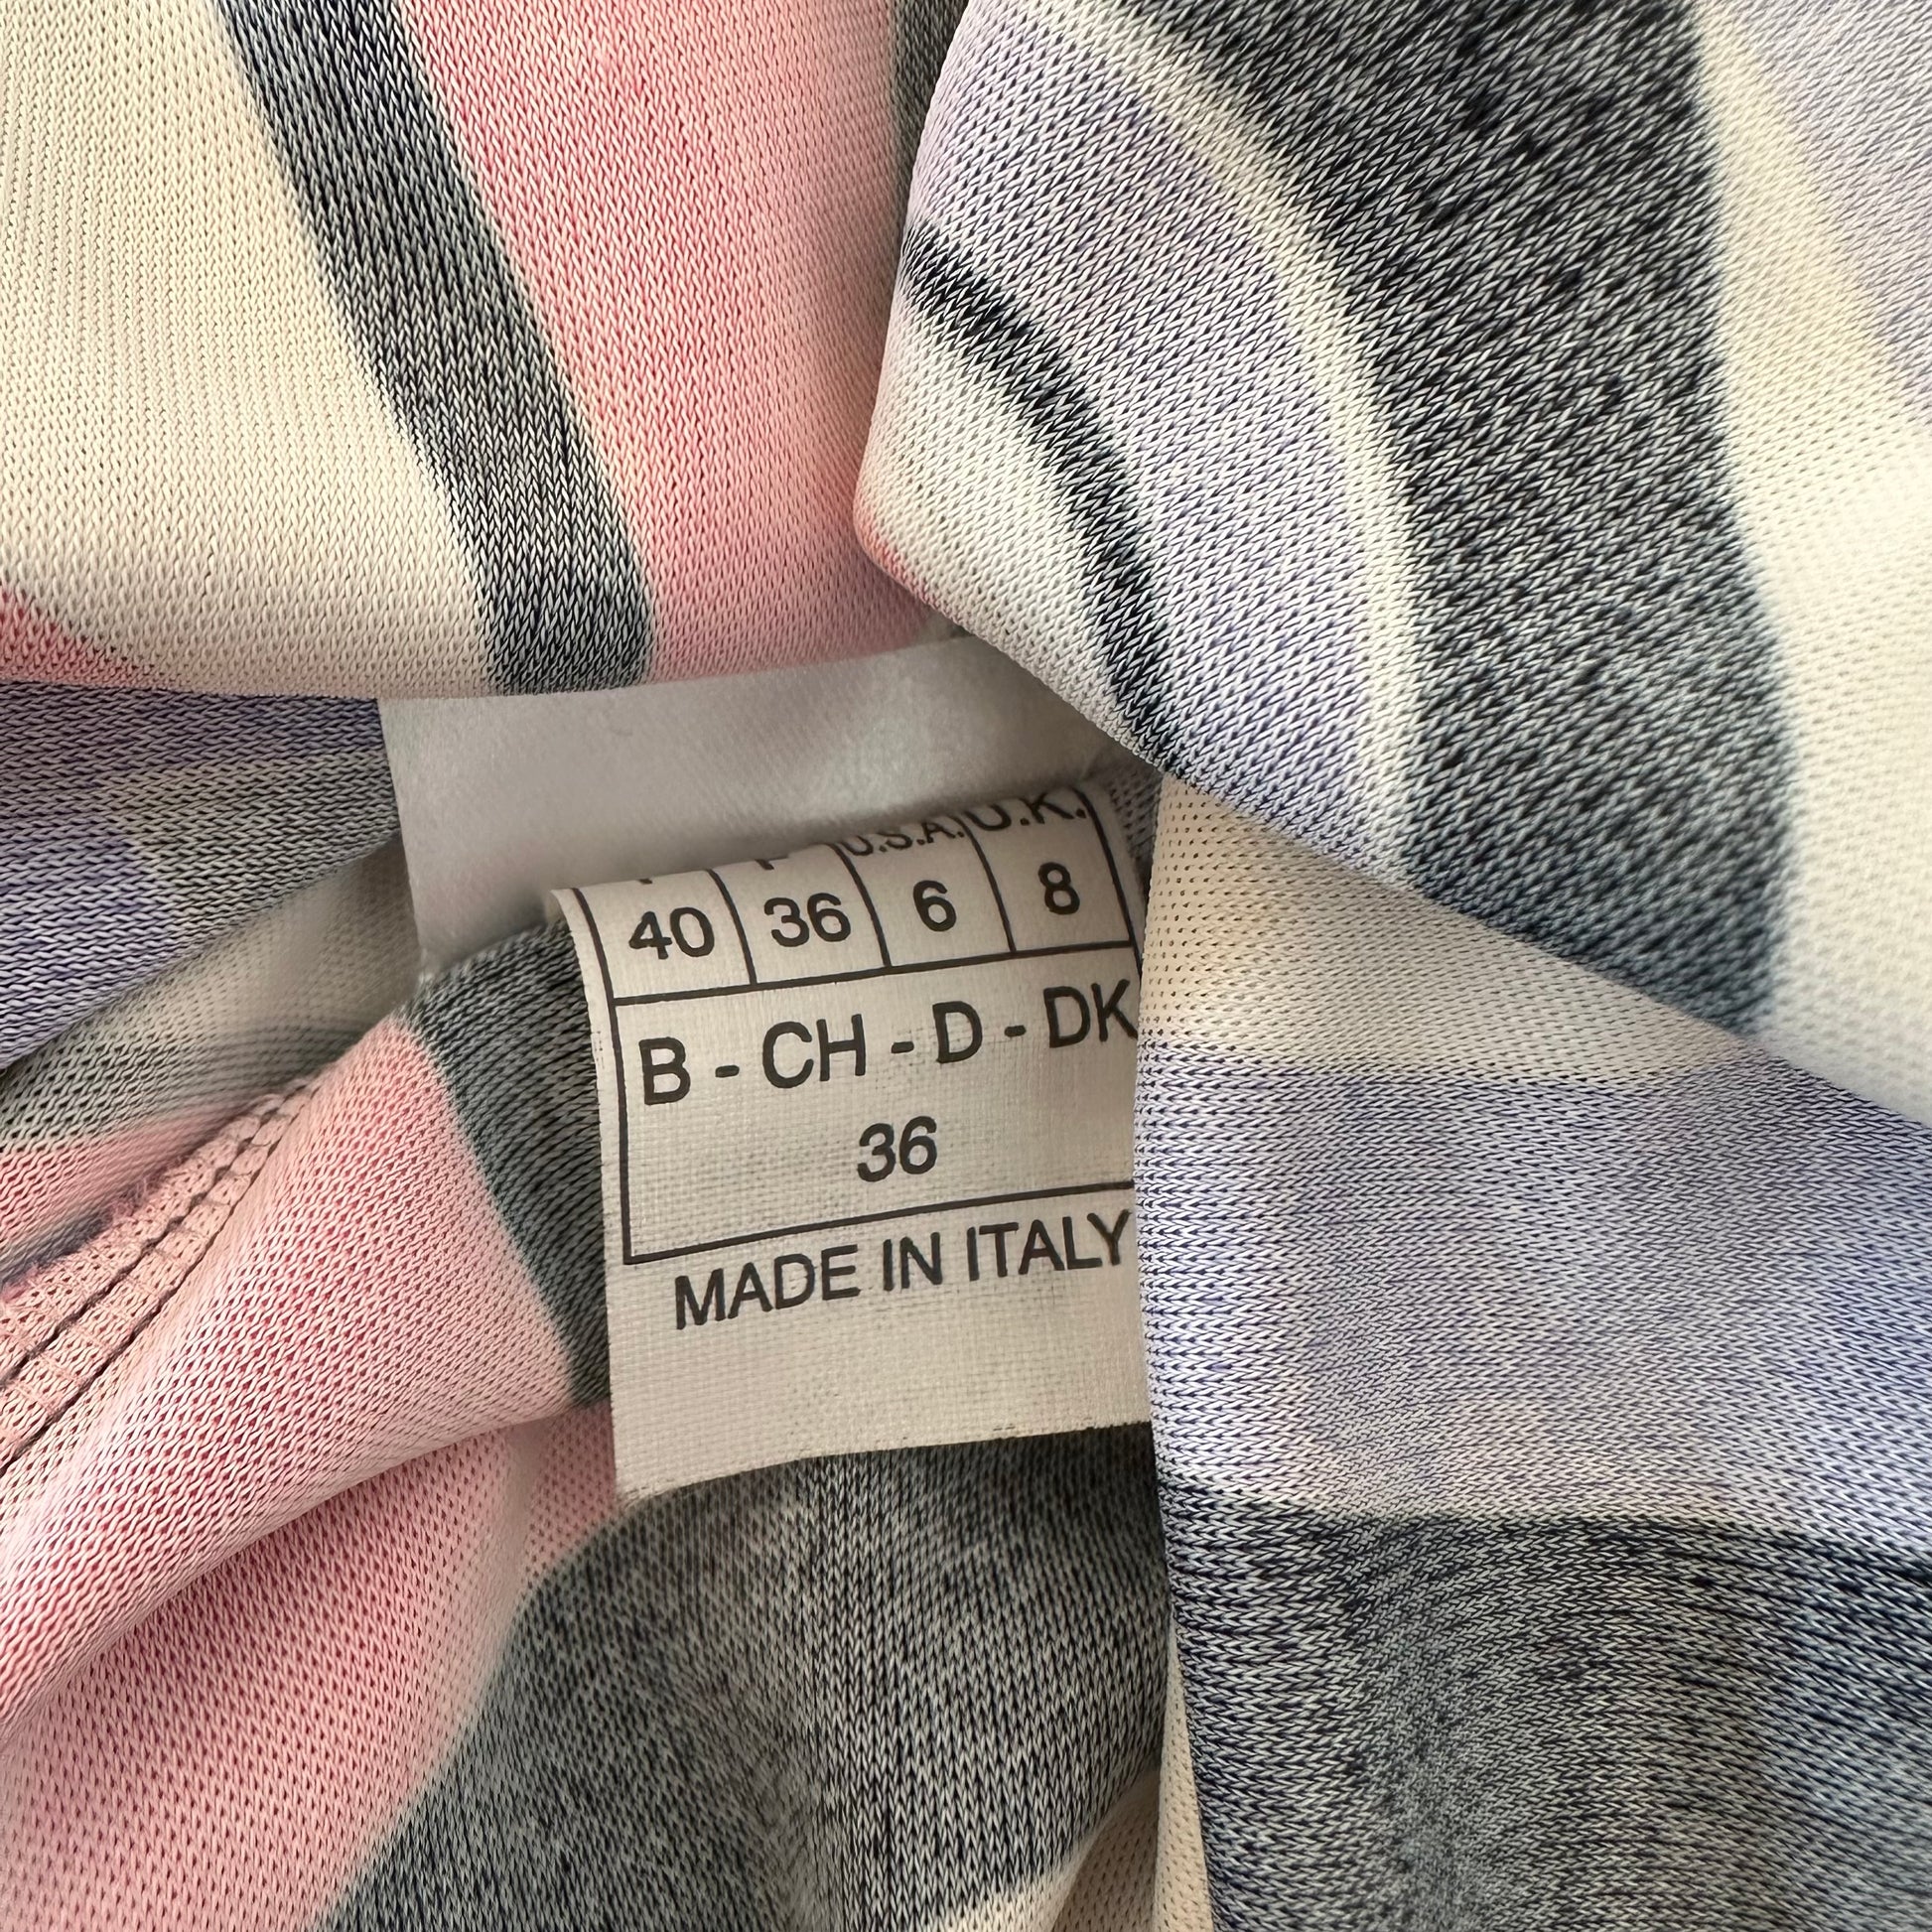 U.S.A. U.K.
40 36 6 8
B - CH - D - DK
36
MADE IN ITALY